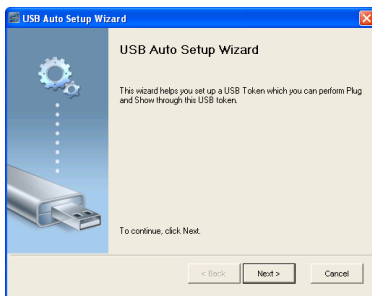 USB Auto Setup Wizard
USB Auto Setup Wizard
This wizard helps you set up a USB Token which you can perform Plug
and Show through this USB token.
To continue, click Next.
< Back
Next >
Cancel